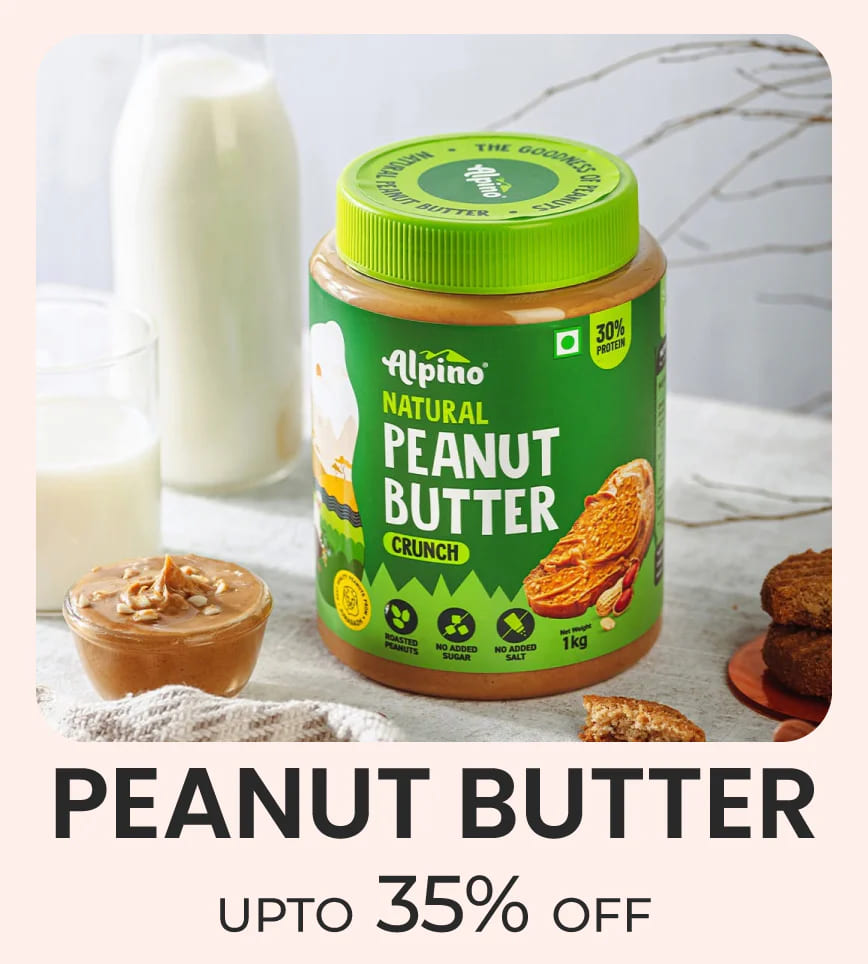 NATURAL PEANUT BUTTER • THE GOODNESS OF PEANUTS •
Alpino
30%
PROTEIN
Alpino
NATURAL
PEANUT
BUTTER
CRUNCH
ROASTED
PEANUTS
NO ADDED
SUGAR
NO ADDED
SALT
Net Weight
1kg
PEANUT BUTTER
UPTO 35% OFF